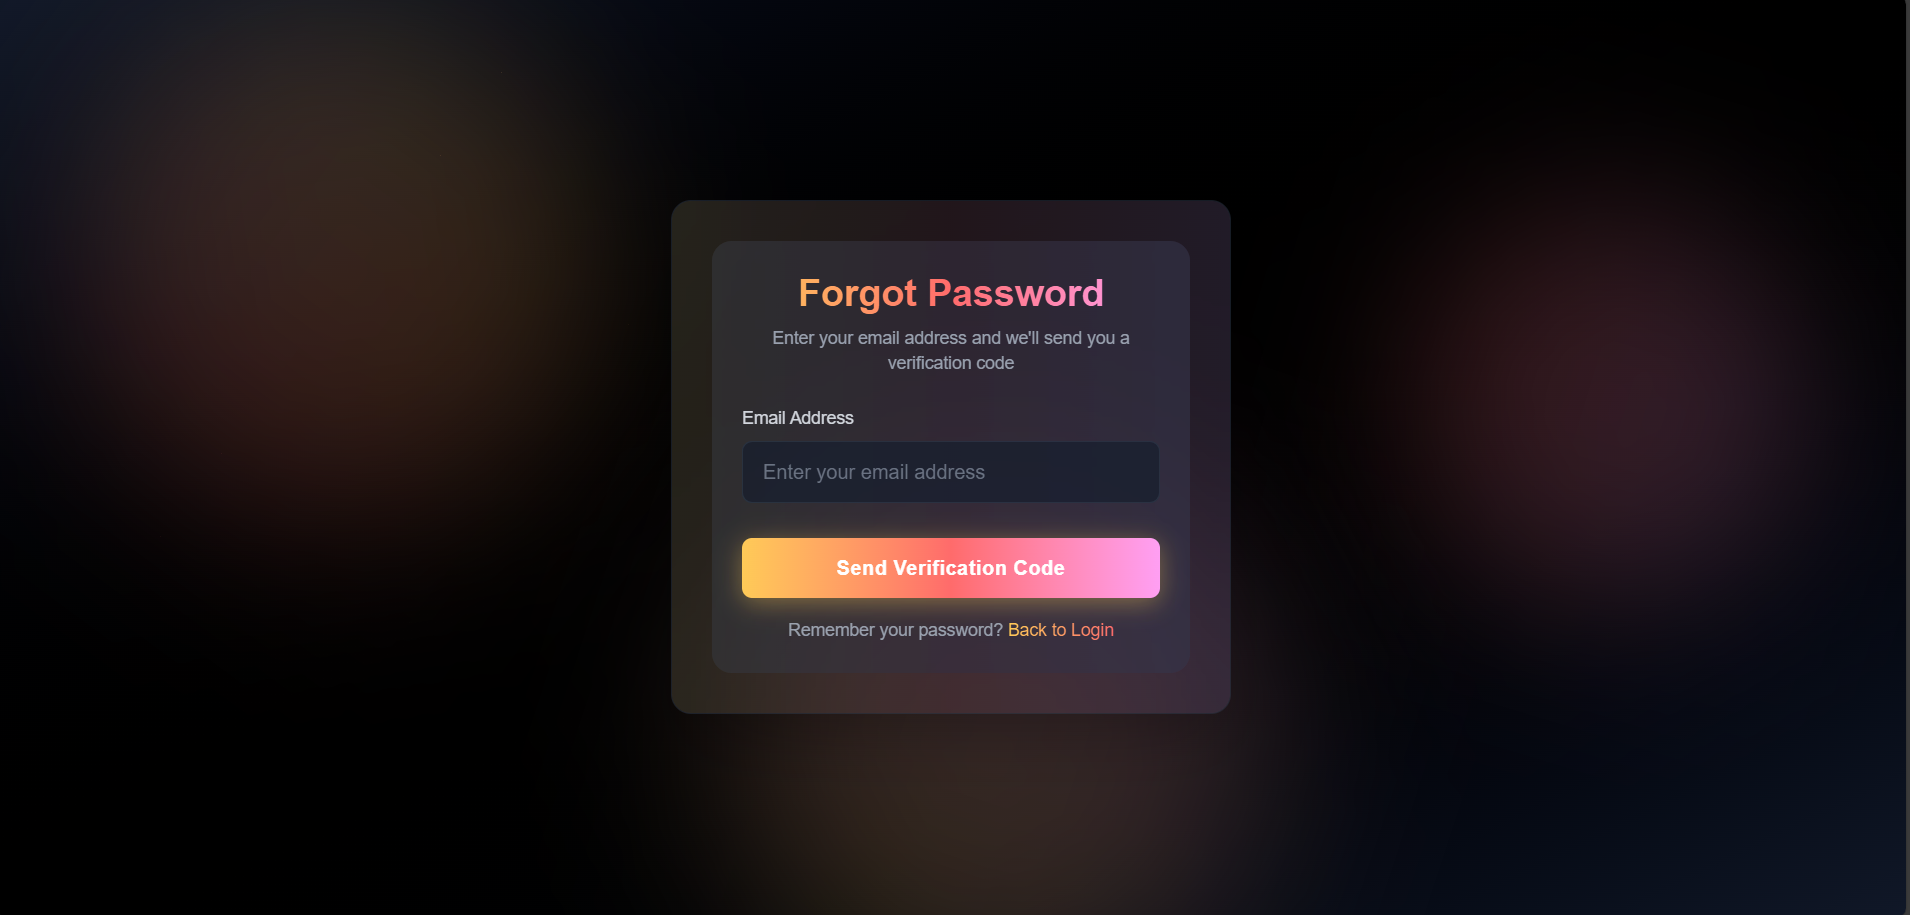 Forgot Password
Enter your email address and we'll send you a
verification code
Email Address
Enter your email address
Send Verification Code
Remember your password? Back to Login